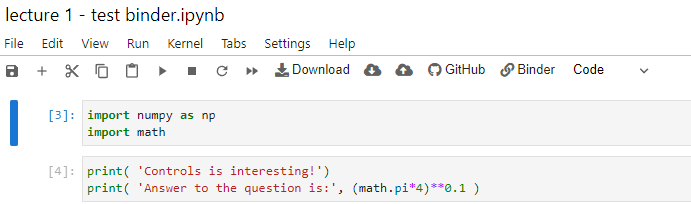 lecture 1 - test binder.ipynb
File Edit View Run Kernel Tabs Settings Help
Download GitHub Binder Code
[3]: import numpy as np
import math
[4]: print( 'Controls is interesting!')
print( 'Answer to the question is:', (math.pi*4)**0.1 )